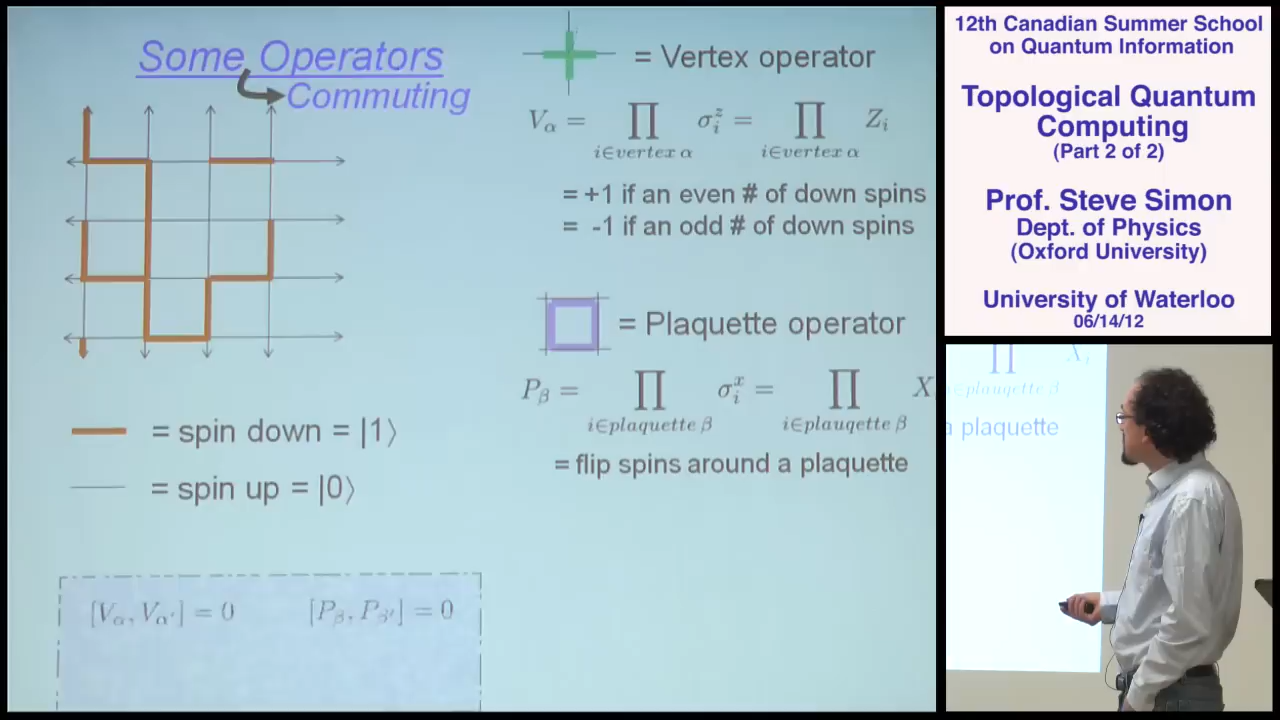 Some Operators
Commuting
= Vertex operator
V_α = ∏_{i∈vertex α} σ_i^z = ∏_{i∈vertex α} Z_i
= +1 if an even # of down spins
= -1 if an odd # of down spins
= Plaquette operator
P_β = ∏_{i∈plaquette β} σ_i^x = ∏_{i∈plauqette β} X
= flip spins around a plaquette
= spin down = |1⟩
= spin up = |0⟩
[V_α, V_α'] = 0 [P_β, P_β'] = 0
12th Canadian Summer School
on Quantum Information
Topological Quantum
Computing
(Part 2 of 2)
Prof. Steve Simon
Dept. of Physics
(Oxford University)
University of Waterloo
06/14/12
∏ X_i
∈plauqette β
a plaquette